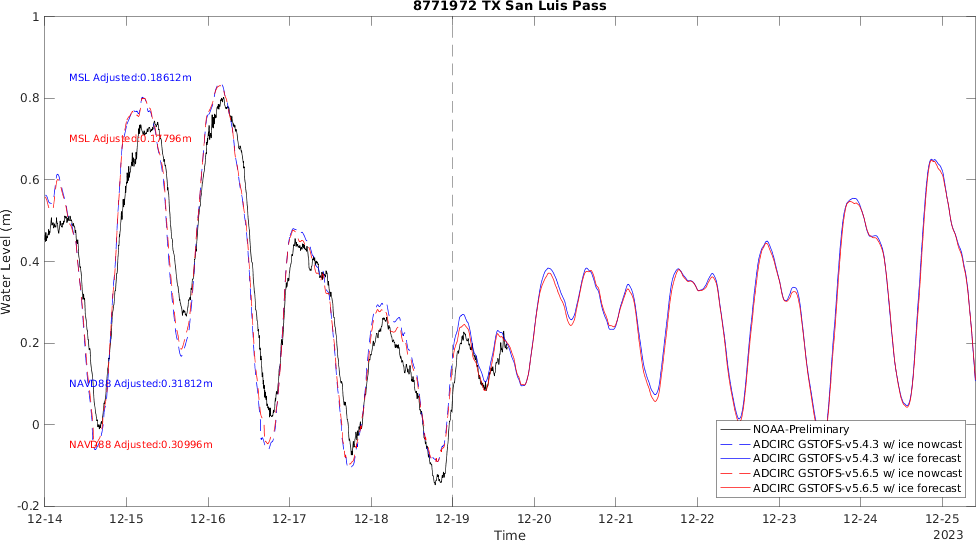 8771972 TX San Luis Pass
Water Level (m)
1
0.8
0.6
0.4
0.2
0
-0.2
MSL Adjusted:0.18612m
MSL Adjusted:0.17796m
NAVD88 Adjusted:0.31812m
NAVD88 Adjusted:0.30996m
NOAA-Preliminary
ADCIRC GSTOFS-v5.4.3 w/ ice nowcast
ADCIRC GSTOFS-v5.4.3 w/ ice forecast
ADCIRC GSTOFS-v5.6.5 w/ ice nowcast
ADCIRC GSTOFS-v5.6.5 w/ ice forecast
12-14 12-15 12-16 12-17 12-18 12-19 12-20 12-21 12-22 12-23 12-24 12-25
Time
2023